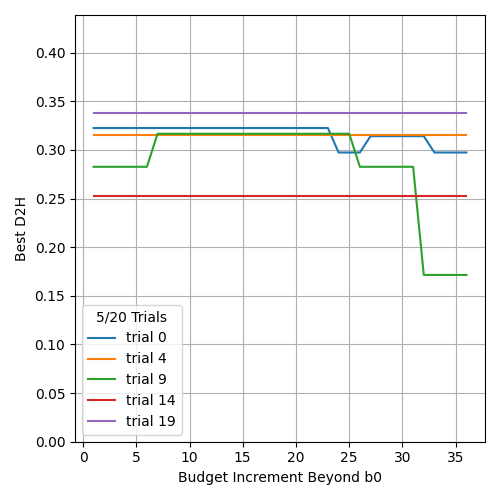 0.40
0.35
0.30
0.25
0.20
0.15
0.10
0.05
0.00
Best D2H
5/20 Trials
trial 0
trial 4
trial 9
trial 14
trial 19
0 5 10 15 20 25 30 35
Budget Increment Beyond b0